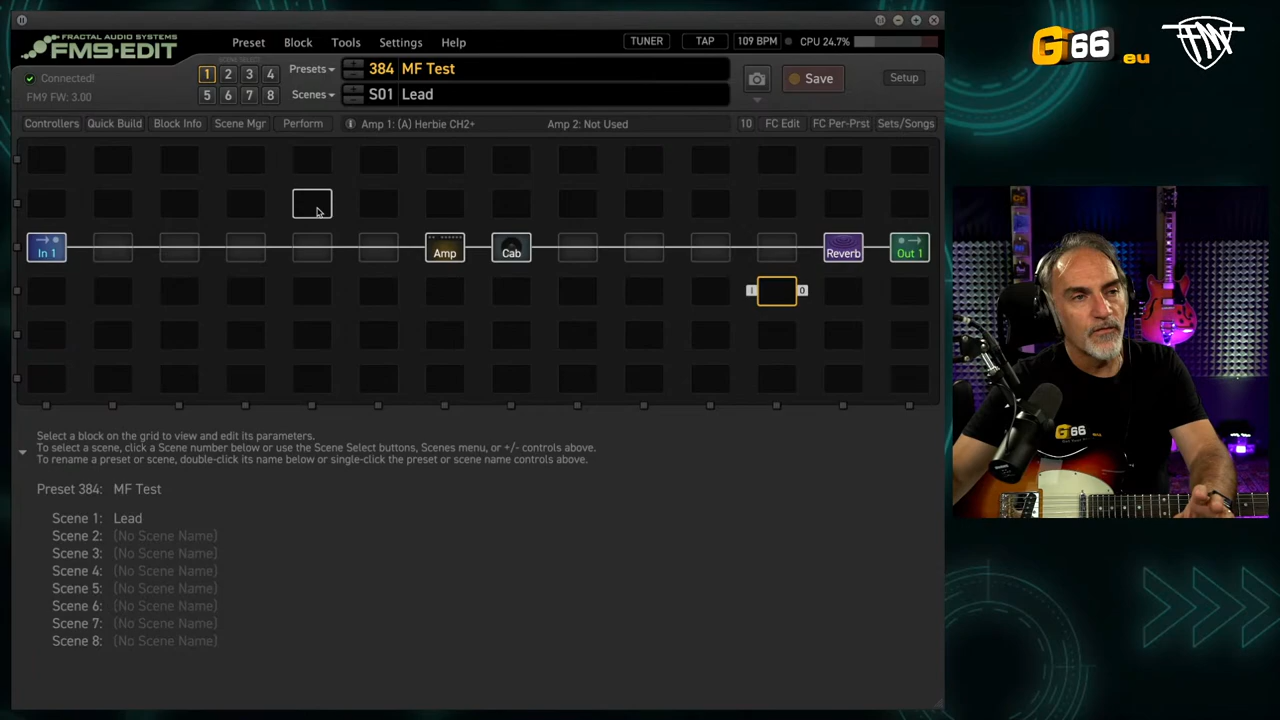 FRACTAL AUDIO SYSTEMS
FM9-EDIT
Preset Block Tools Settings Help
TUNER TAP 109 BPM CPU 24.7%
Connected!
FM9 FW: 3.00
SCENE SELECT
1 2 3 4
5 6 7 8
Presets 384 MF Test
Scenes S01 Lead
Save
Setup
Controllers Quick Build Block Info Scene Mgr Perform Amp 1: (A) Herbie CH2+ Amp 2: Not Used 10 FC Edit FC Per-Prst Sets/Songs
In 1 Amp Cab Reverb Out 1
i O
Select a block on the grid to view and edit its parameters.
To select a scene, click a Scene number below or use the Scene Select buttons, Scenes menu, or +/- controls above.
To rename a preset or scene, double-click its name below or single-click the preset or scene name controls above.
Preset 384: MF Test
Scene 1: Lead
Scene 2: (No Scene Name)
Scene 3: (No Scene Name)
Scene 4: (No Scene Name)
Scene 5: (No Scene Name)
Scene 6: (No Scene Name)
Scene 7: (No Scene Name)
Scene 8: (No Scene Name)
G66
eu
G66